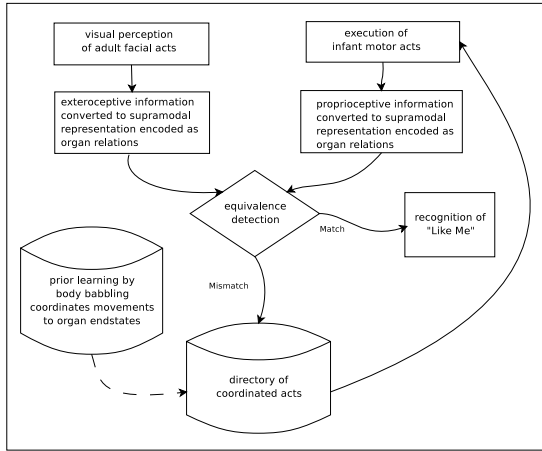 visual perception
of adult facial acts
execution of
infant motor acts
exteroceptive information
converted to supramodal
representation encoded as
organ relations
proprioceptive information
converted to supramodal
representation encoded as
organ relations
equivalence
detection
Match
recognition of
"Like Me"
Mismatch
prior learning by
body babbling
coordinates movements
to organ endstates
directory of
coordinated acts